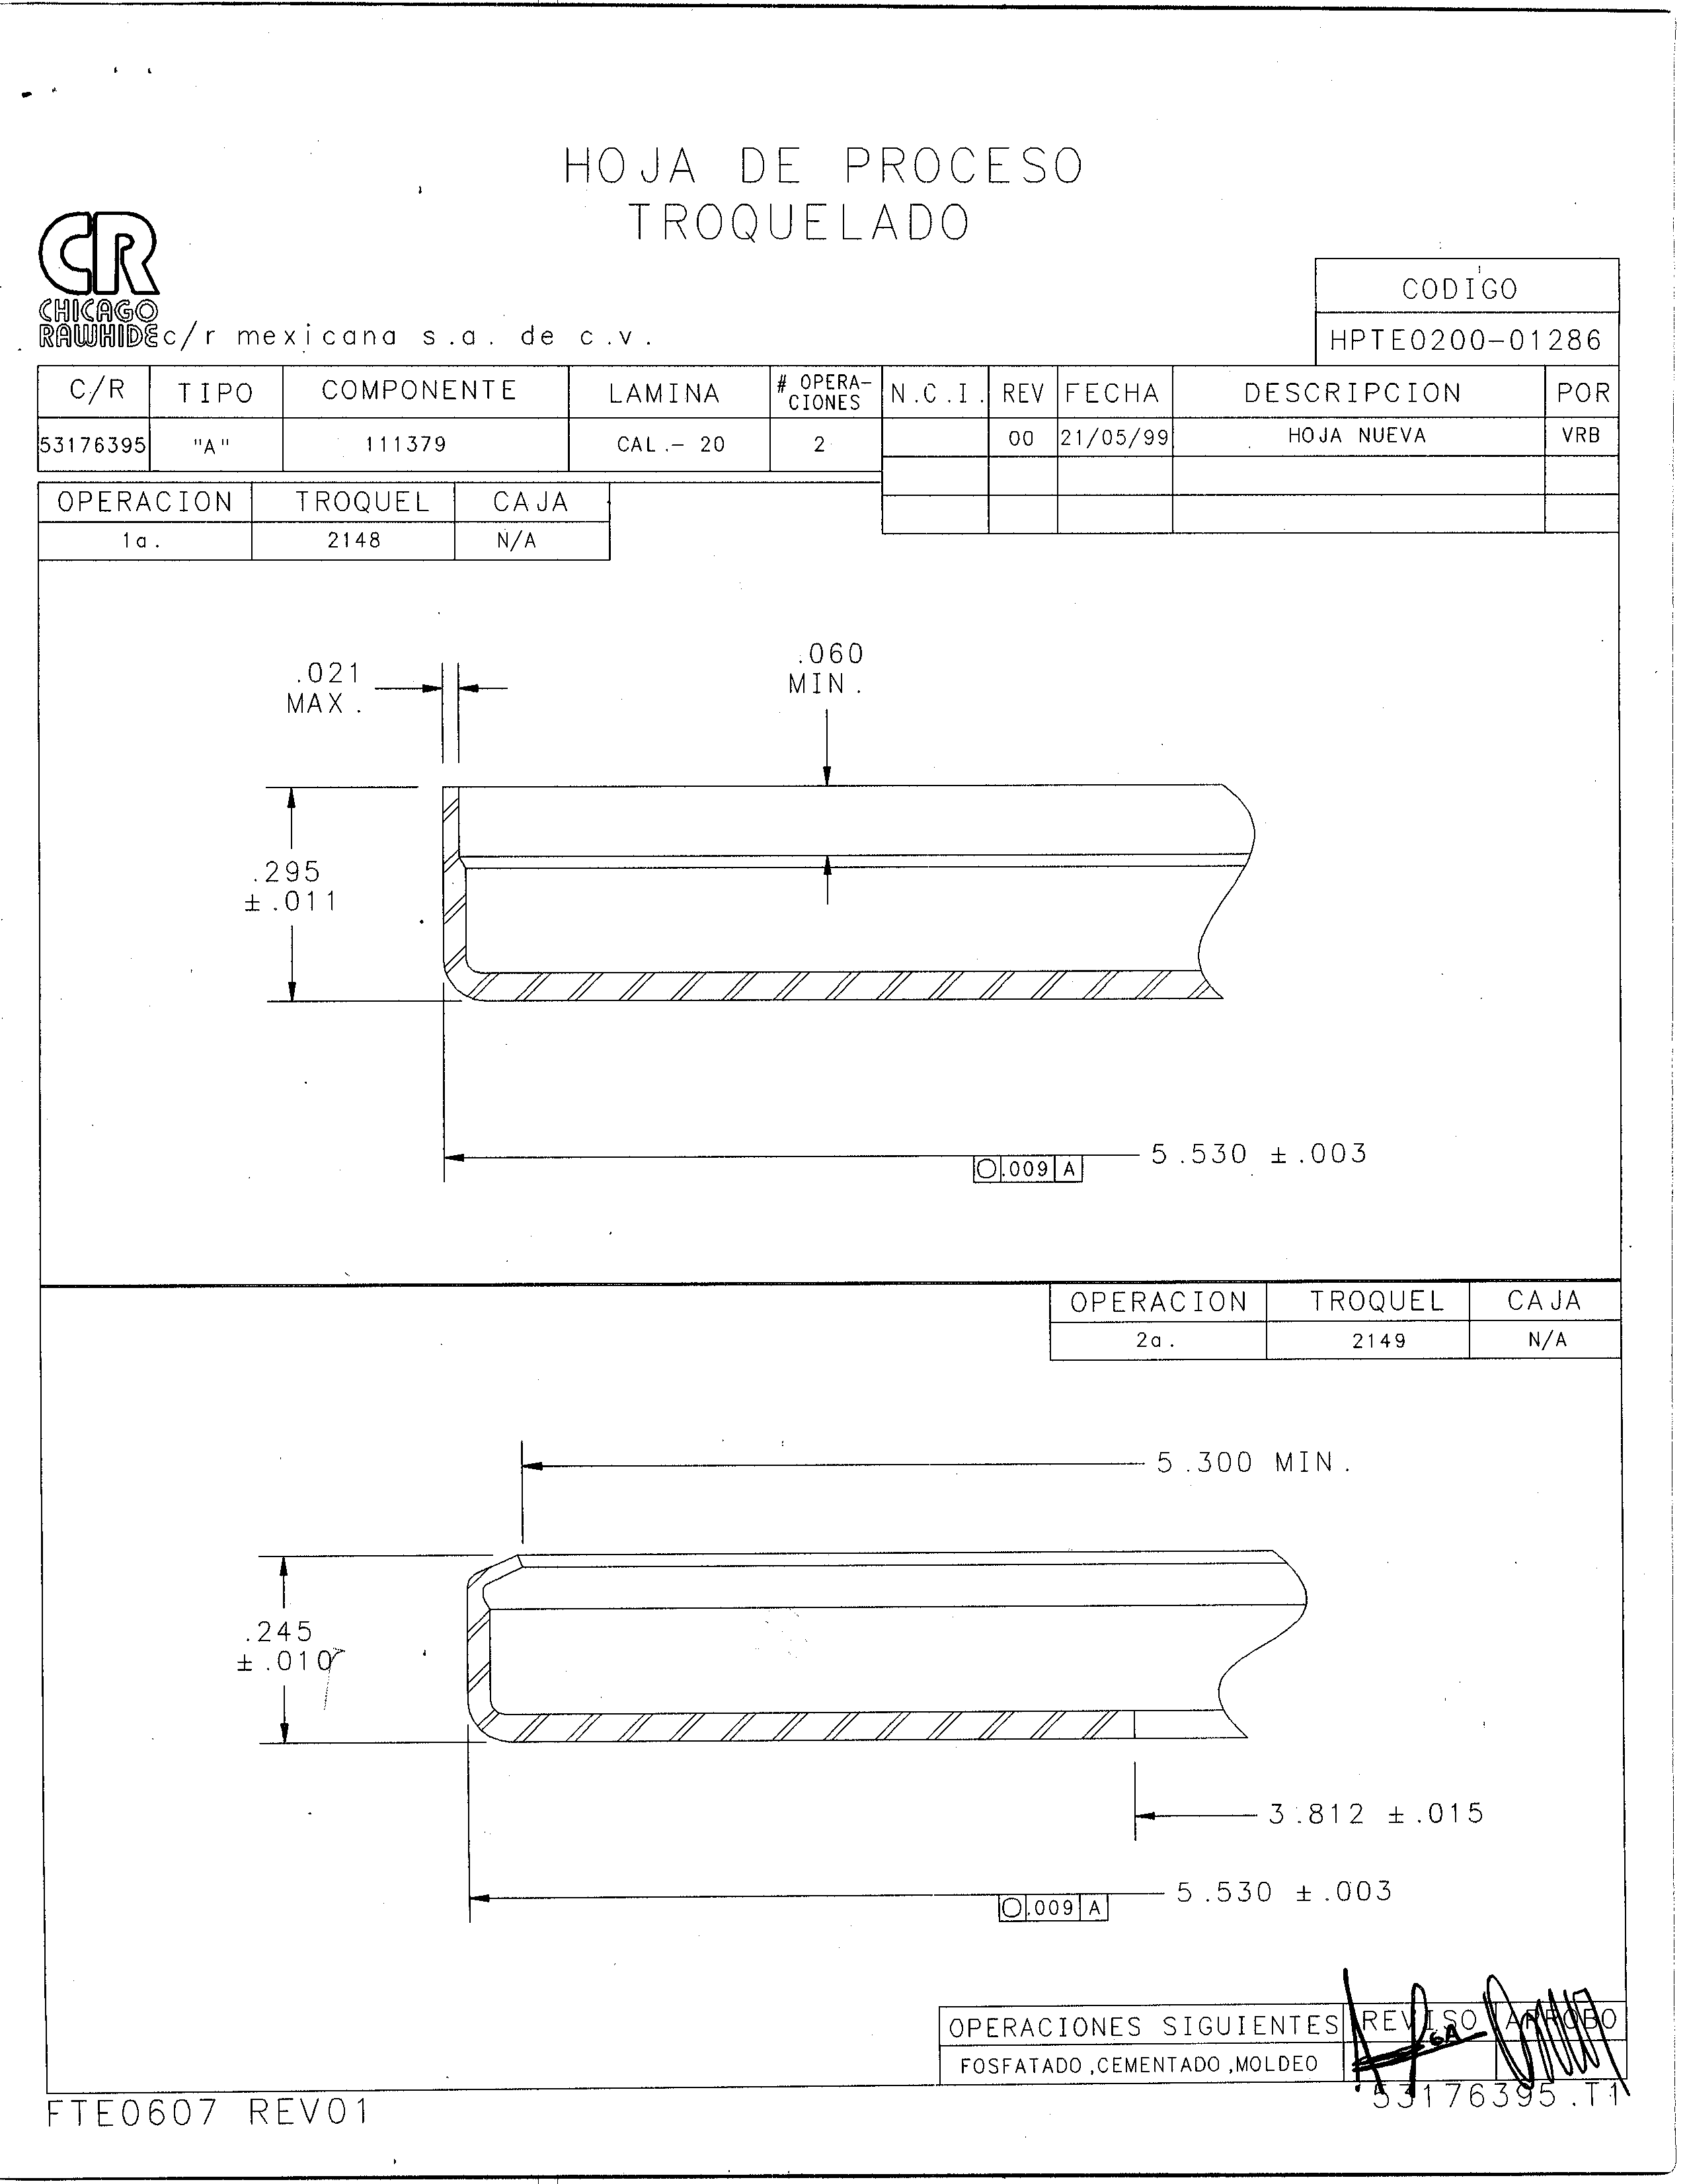 HOJA DE PROCESO
TROQUELADO
CR
CHICAGO
RAWHIDE c/r mexicana s.a. de c.v.
CODIGO
HPTE0200-01286
C/R TIPO COMPONENTE LAMINA # OPERA-CIONES N.C.I. REV FECHA DESCRIPCION POR
53176395 "A" 111379 CAL.- 20 2 00 21/05/99 HOJA NUEVA VRB
OPERACION TROQUEL CAJA
1a. 2148 N/A
.021
MAX.
.060
MIN.
.295
±.011
5.530 ±.003
.009 A
OPERACION TROQUEL CAJA
2a. 2149 N/A
5.300 MIN.
.245
±.010
3.812 ±.015
5.530 ±.003
.009 A
OPERACIONES SIGUIENTES REVISO APROBO
FOSFATADO,CEMENTADO,MOLDEO
53176395.T1
FTE0607 REV01